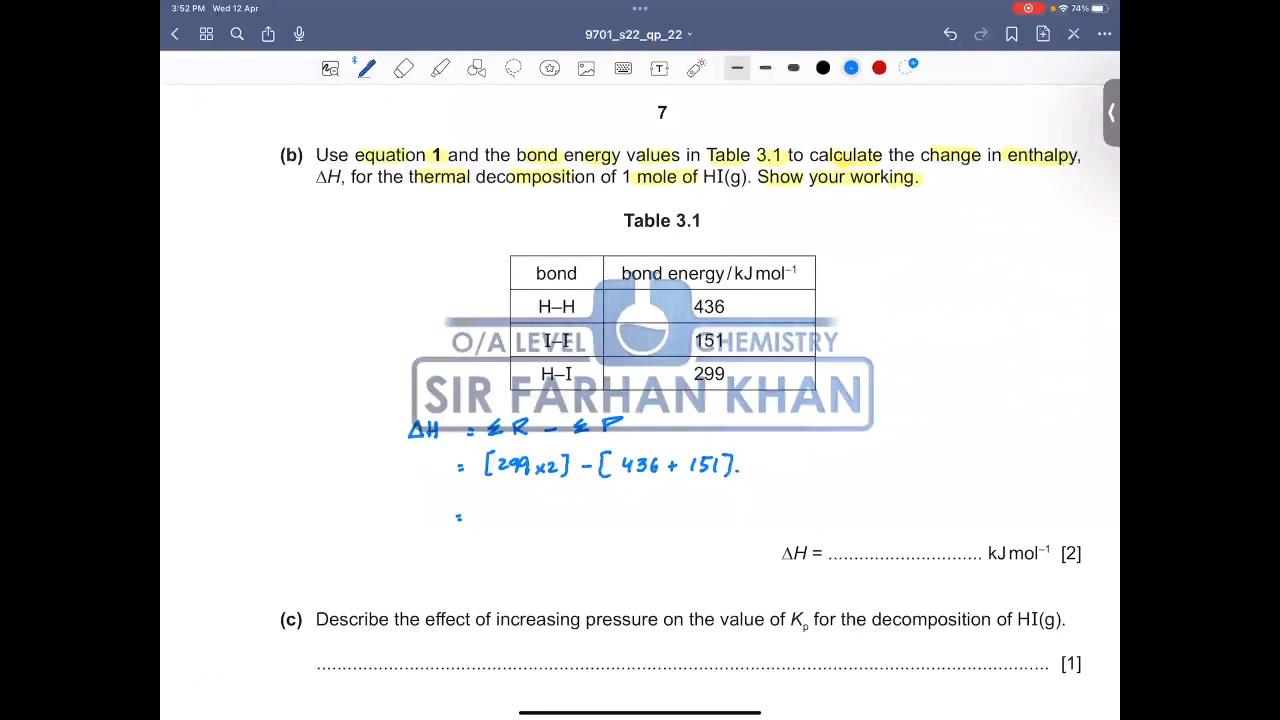 3:52 PM Wed 12 Apr
74%
9701_s22_qp_22
7
(b) Use equation 1 and the bond energy values in Table 3.1 to calculate the change in enthalpy,
ΔH, for the thermal decomposition of 1 mole of HI(g). Show your working.
Table 3.1
bond bond energy/kJ mol⁻¹
H–H 436
I–I 151
H–I 299
O/A LEVEL CHEMISTRY
SIR FARHAN KHAN
ΔH = Σ R - Σ P
= [299 x2] - [436 + 151].
=
ΔH = ............................. kJ mol⁻¹ [2]
(c) Describe the effect of increasing pressure on the value of Kp for the decomposition of HI(g).
.............................................................................................................................. [1]